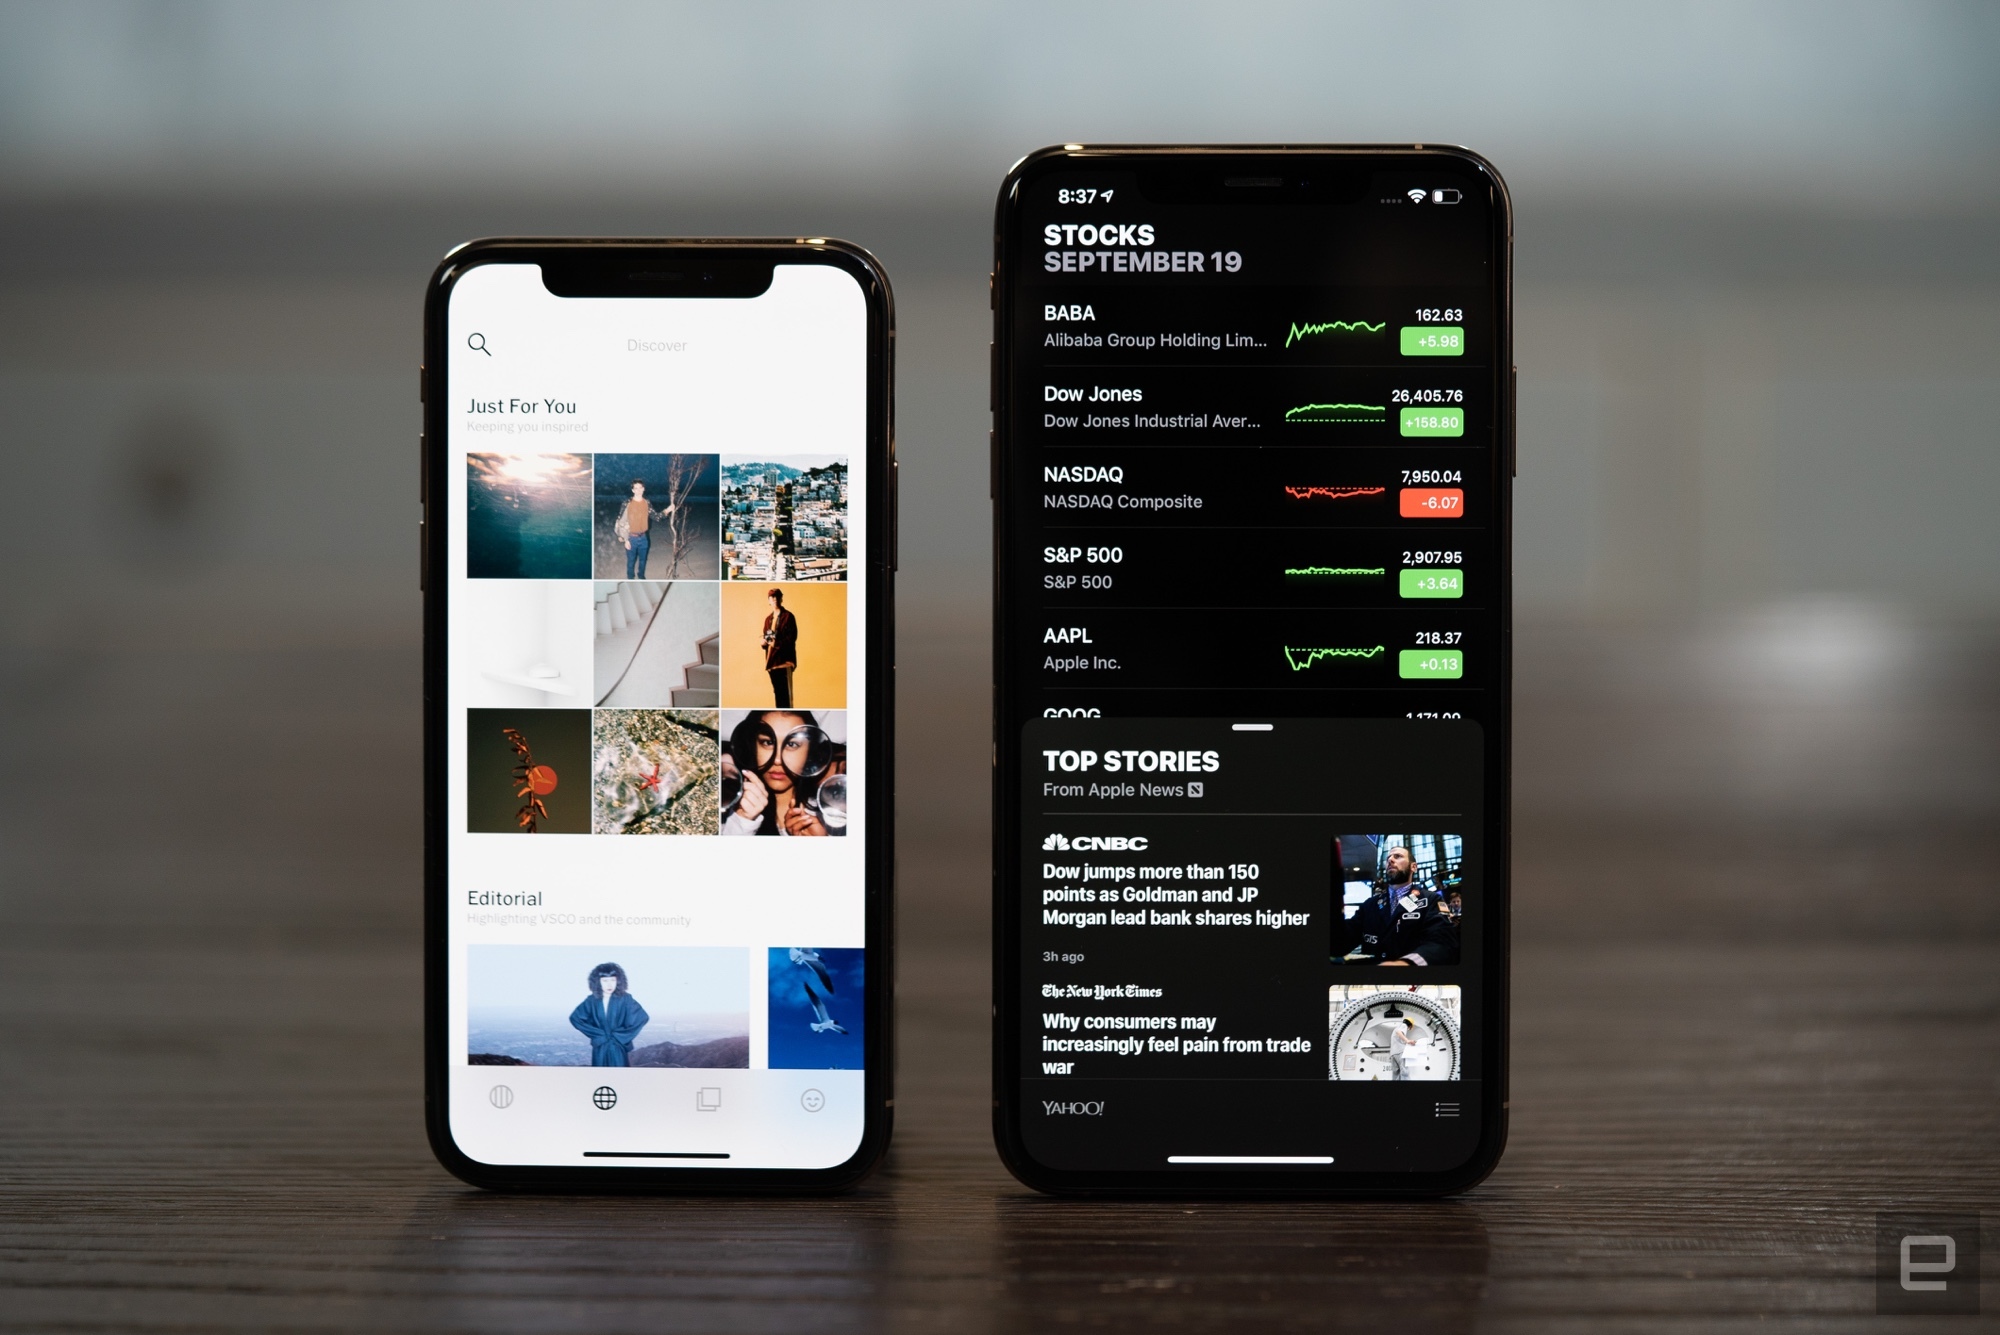 Discover
Just For You
Keeping you inspired
Editorial
Highlighting VSCO and the community
8:37
STOCKS
SEPTEMBER 19
BABA
162.63
Alibaba Group Holding Lim...
+5.98
Dow Jones
26,405.76
Dow Jones Industrial Aver...
+158.80
NASDAQ
7,950.04
NASDAQ Composite
-6.07
S&P 500
2,907.95
S&P 500
+3.64
AAPL
218.37
Apple Inc.
+0.13
GOOG
1,171.09
TOP STORIES
From Apple News
CNBC
Dow jumps more than 150
points as Goldman and JP
Morgan lead bank shares higher
3h ago
The New York Times
Why consumers may
increasingly feel pain from trade
war
YAHOO!
e